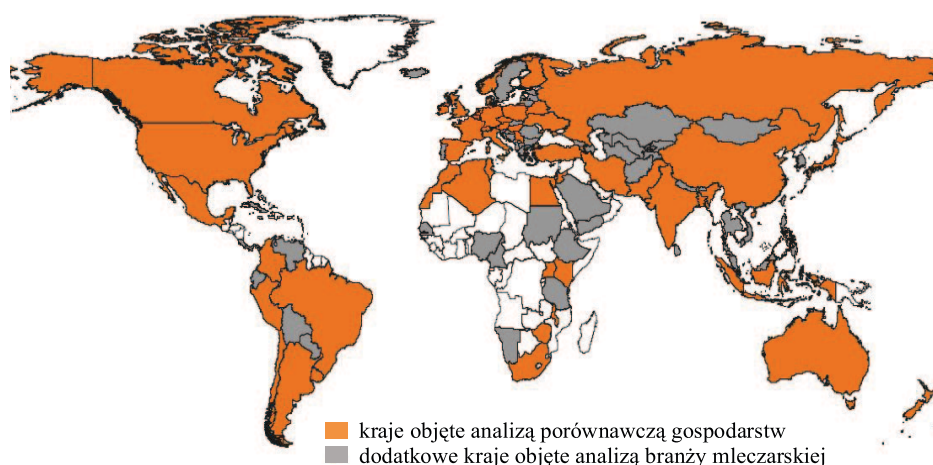 kraje objęte analizą porównawczą gospodarstw
dodatkowe kraje objęte analizą branży mleczarskiej